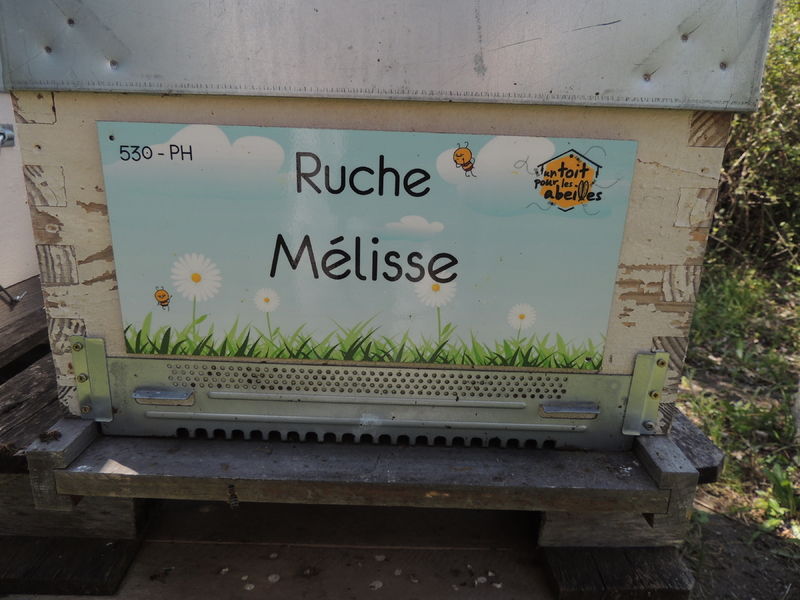 530 - PH
Ruche
Mélisse
un toit
pour les
abeilles